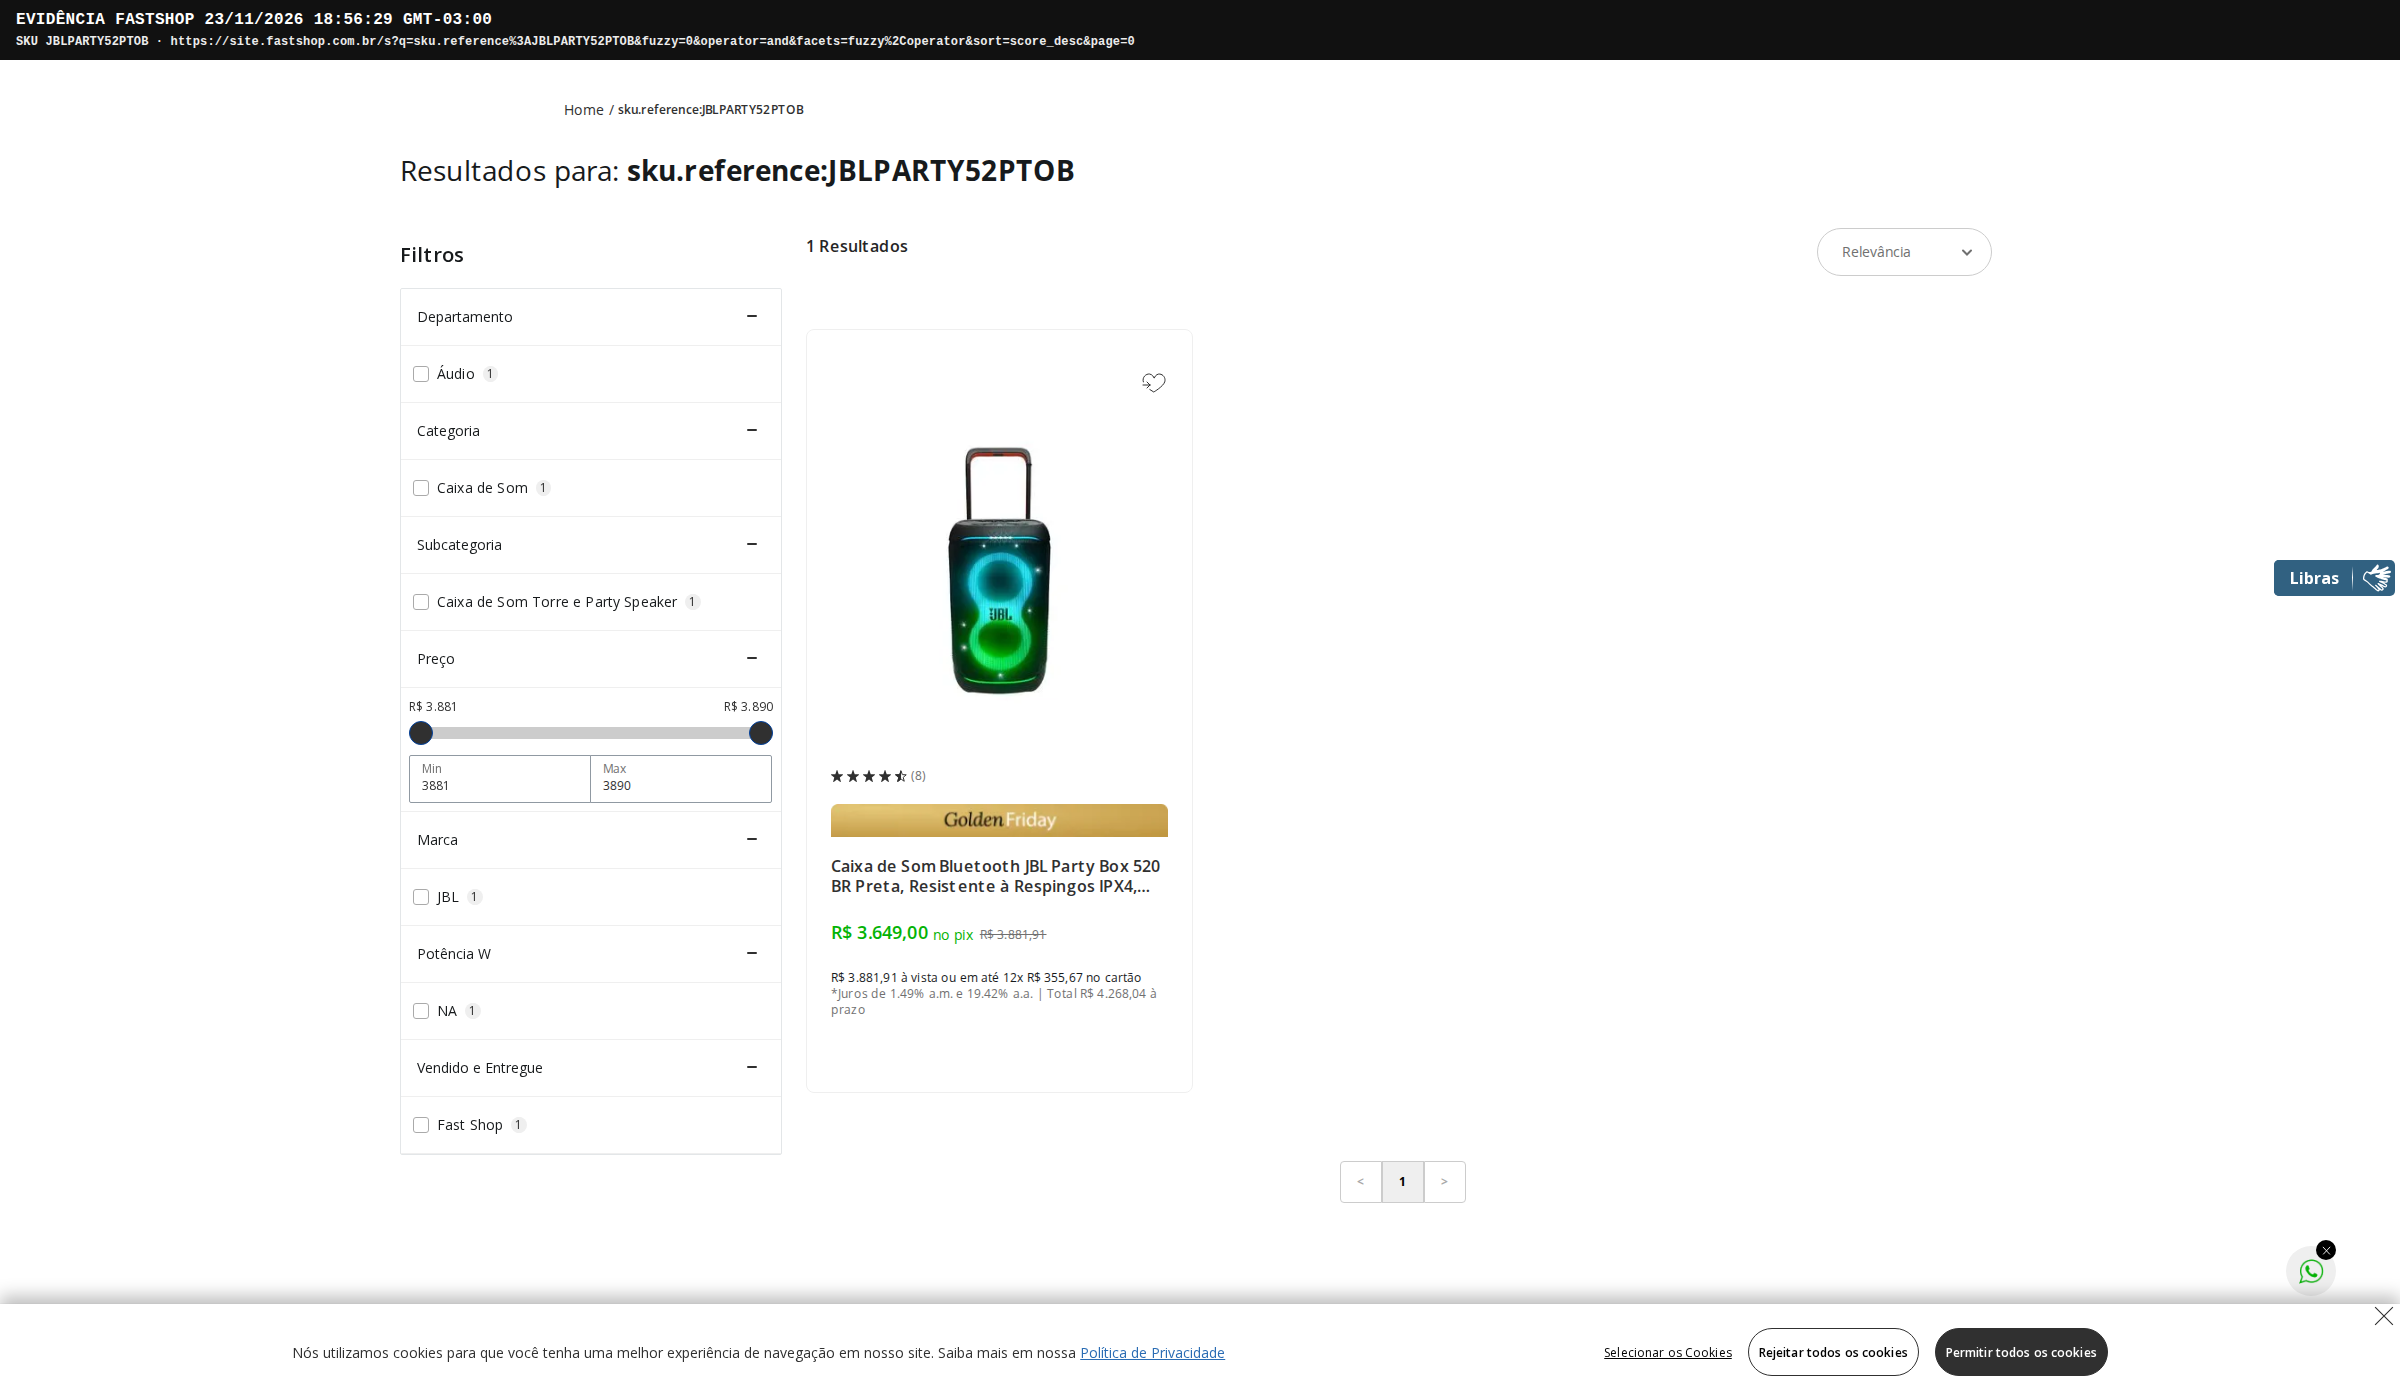 EVIDÊNCIA FASTSHOP 23/11/2026 18:56:29 GMT-03:00
SKU JBLPARTY52PTOB · https://site.fastshop.com.br/s?q=sku.reference%3AJBLPARTY52PTOB&fuzzy=0&operator=and&facets=fuzzy%2Coperator&sort=score_desc&page=0
Home / sku.reference:JBLPARTY52PTOB
Resultados para: sku.reference:JBLPARTY52PTOB
Filtros
1 Resultados
Relevância
Departamento
Áudio 1
Categoria
Caixa de Som 1
Subcategoria
Caixa de Som Torre e Party Speaker 1
Preço
R$ 3.881 R$ 3.890
Min Max
3881 3890
Marca
JBL 1
Potência W
NA 1
Vendido e Entregue
Fast Shop 1
JBL
(8)
Golden Friday
Caixa de Som Bluetooth JBL Party Box 520
BR Preta, Resistente à Respingos IPX4,...
R$ 3.649,00 no pix R$ 3.881,91
R$ 3.881,91 à vista ou em até 12x R$ 355,67 no cartão
*Juros de 1.49% a.m. e 19.42% a.a. | Total R$ 4.268,04 à
prazo
< 1 >
Libras
Nós utilizamos cookies para que você tenha uma melhor experiência de navegação em nosso site. Saiba mais em nossa Política de Privacidade
Selecionar os Cookies
Rejeitar todos os cookies
Permitir todos os cookies